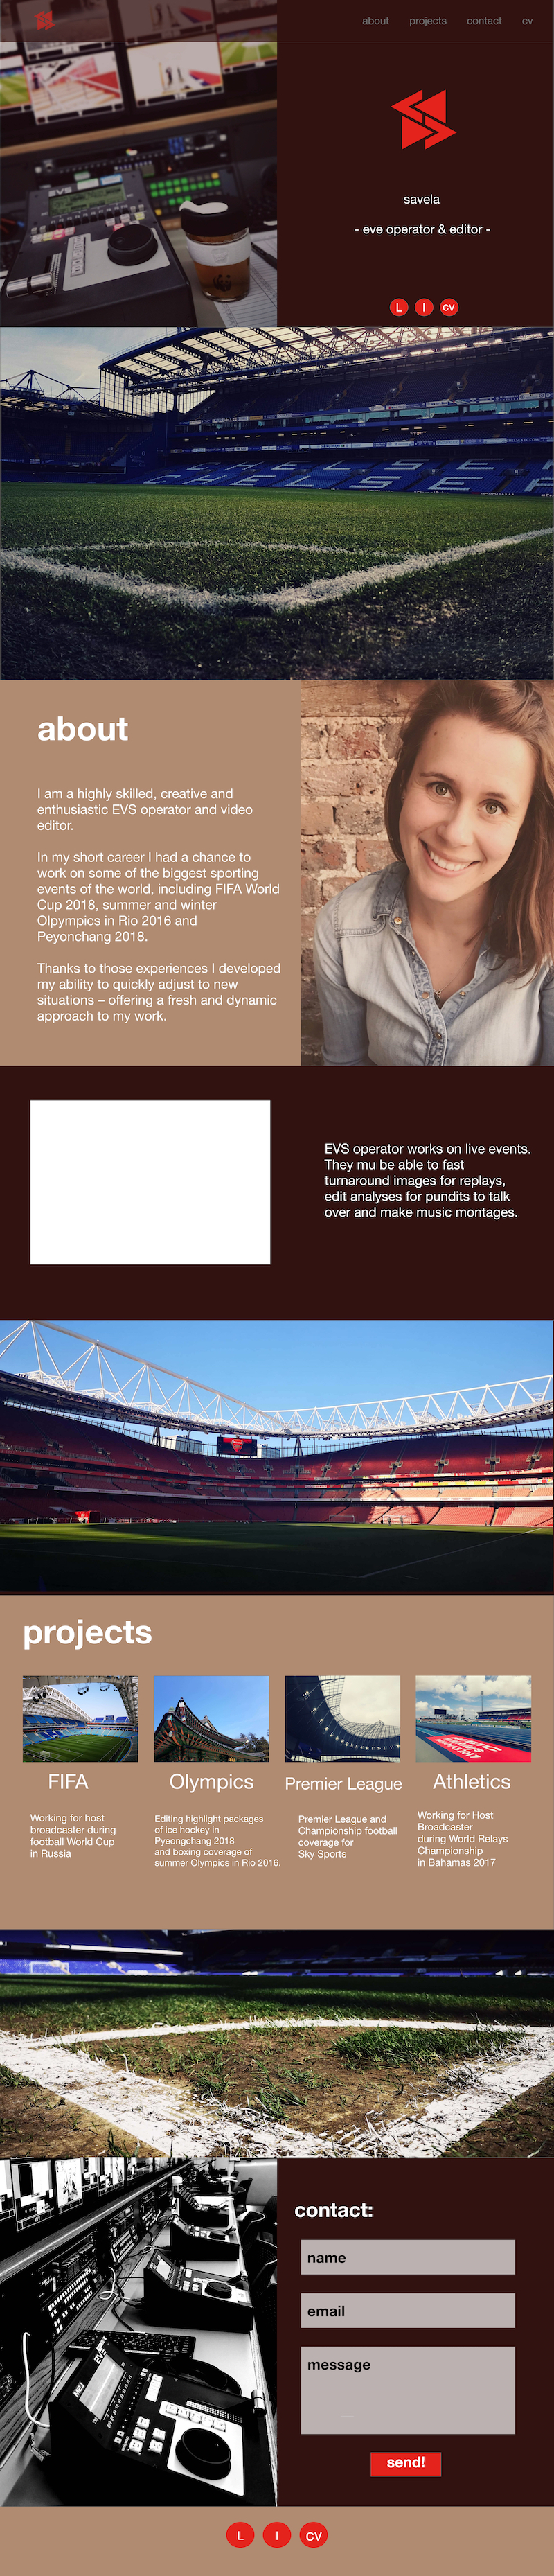 about projects contact cv
EVS
savela
- eve operator & editor -
L I cv
CHELSEA
CHELSEA
about
I am a highly skilled, creative and
enthusiastic EVS operator and video
editor.
In my short career I had a chance to
work on some of the biggest sporting
events of the world, including FIFA World
Cup 2018, summer and winter
Olpympics in Rio 2016 and
Peyonchang 2018.
Thanks to those experiences I developed
my ability to quickly adjust to new
situations – offering a fresh and dynamic
approach to my work.
EVS operator works on live events.
They mu be able to fast
turnaround images for replays,
edit analyses for pundits to talk
over and make music montages.
projects
FIFA
Working for host
broadcaster during
football World Cup
in Russia
Olympics
Editing highlight packages
of ice hockey in
Pyeongchang 2018
and boxing coverage of
summer Olympics in Rio 2016.
Premier League
Premier League and
Championship football
coverage for
Sky Sports
Athletics
Working for Host
Broadcaster
during World Relays
Championship
in Bahamas 2017
contact:
name
email
message
send!
EVS
L I CV